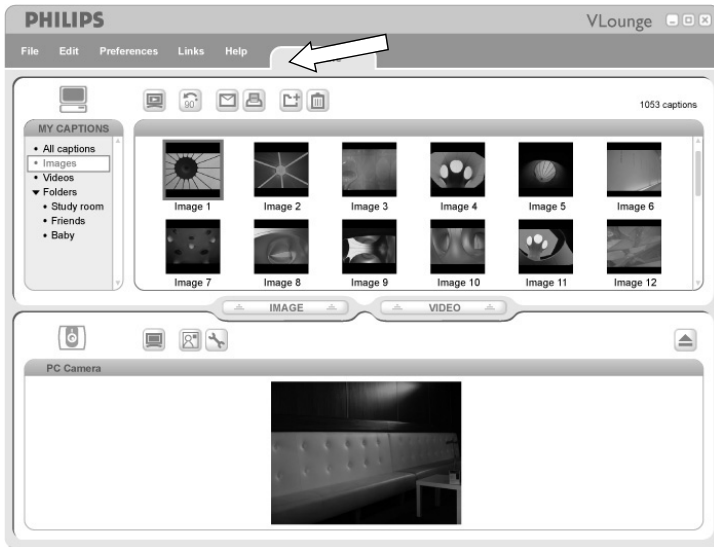 PHILIPS VLounge
File Edit Preferences Links Help
90°
1053 captions
MY CAPTIONS
• All captions
• Images
• Videos
▼ Folders
• Study room
• Friends
• Baby
Image 1 Image 2 Image 3 Image 4 Image 5 Image 6
Image 7 Image 8 Image 9 Image 10 Image 11 Image 12
IMAGE VIDEO
PC Camera